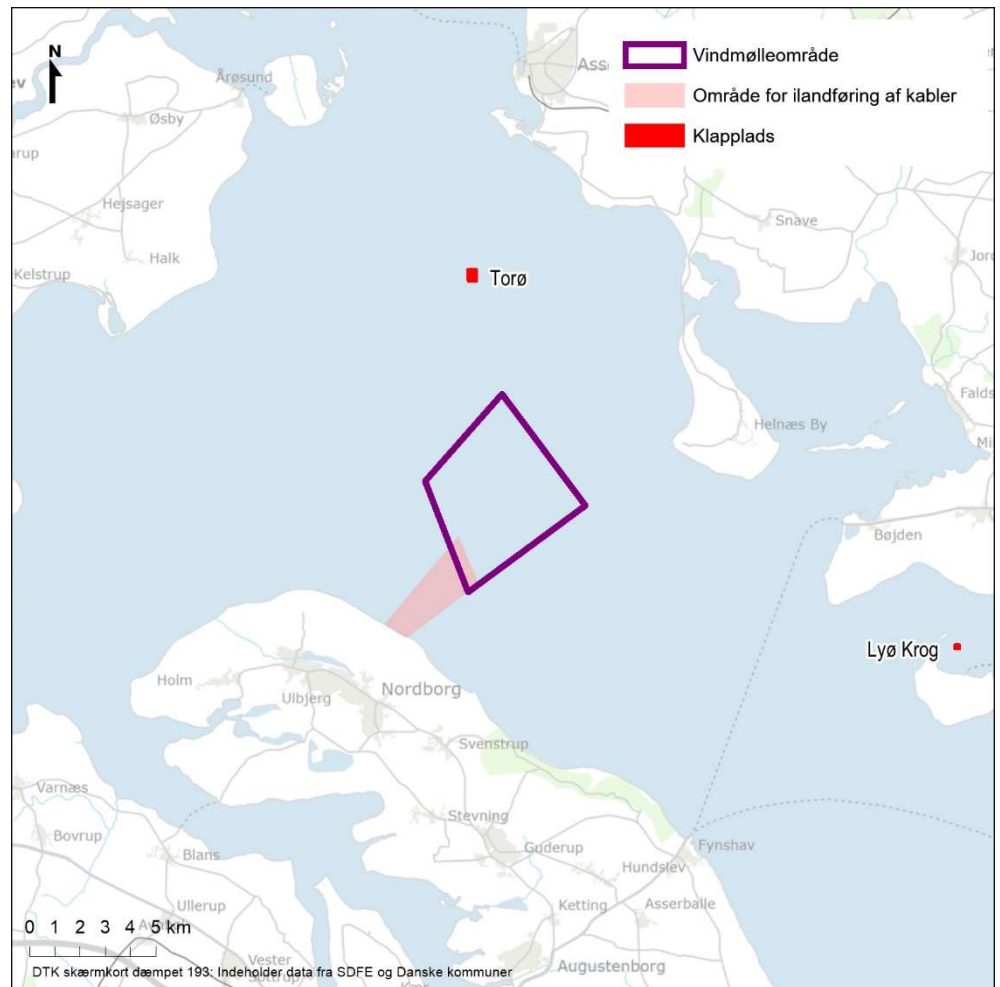 N
Vindmølleområde
Område for ilandføring af kabler
Klapplads
Årøsund
Øsby
Hejsager
Halk
Kelstrup
Torø
Snave
Helnæs By
Bøjden
Lyø Krog
Holm
Ulbjerg
Nordborg
Svenstrup
Varnæs
Bovrup
Blans
Stevning
Guderup
Hundslev
Fynshav
Ketting
Asserballe
Ullerup
Augustenborg
0 1 2 3 4 5 km
DTK skærmkort dæmpet 193: Indeholder data fra SDFE og Danske kommuner